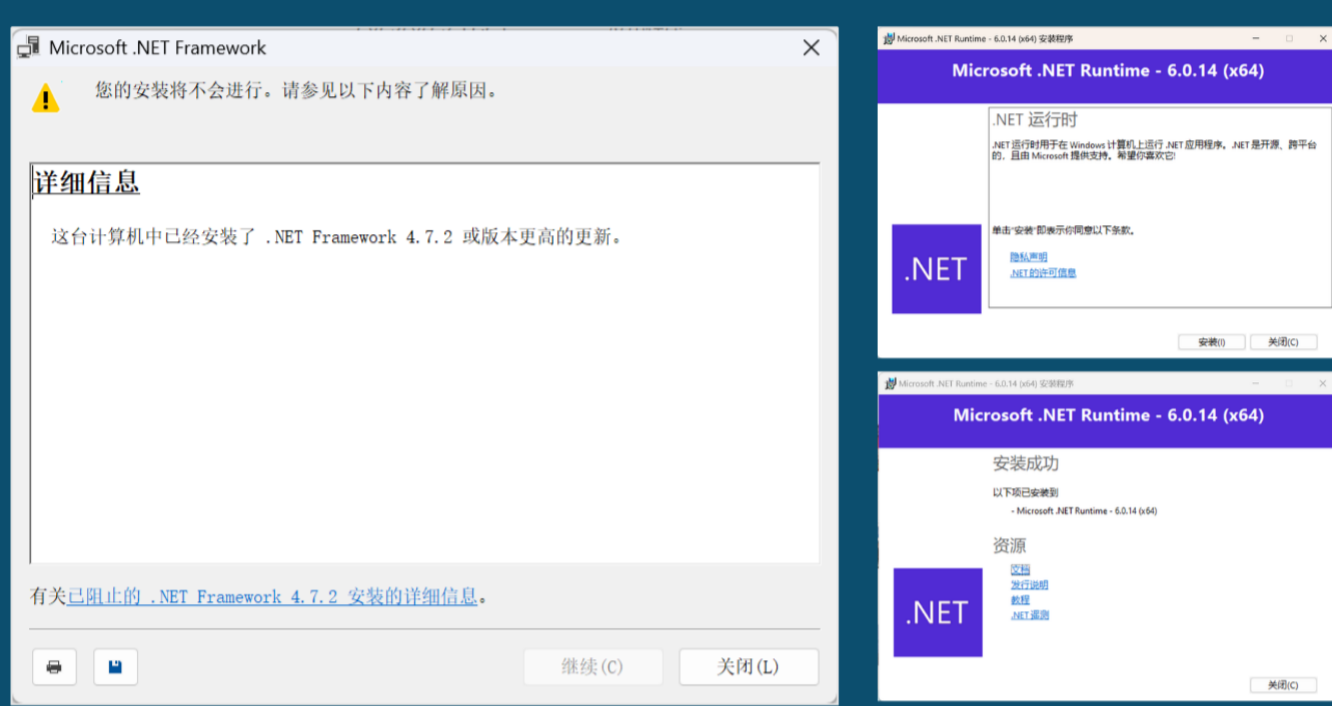 Microsoft .NET Framework
您的安装将不会进行。请参见以下内容了解原因。
详细信息
这台计算机中已经安装了 .NET Framework 4.7.2 或版本更高的更新。
有关已阻止的 .NET Framework 4.7.2 安装的详细信息。
继续(C)
关闭(L)
Microsoft .NET Runtime - 6.0.14 (x64) 安装程序
Microsoft .NET Runtime - 6.0.14 (x64)
.NET 运行时
.NET 运行时用于在 Windows 计算机上运行 .NET 应用程序。.NET 是开源、跨平台
的、且由 Microsoft 提供支持。希望你喜欢它!
单击“安装”即表示你同意以下条款。
隐私声明
.NET 的许可信息
.NET
安装(I)
关闭(C)
Microsoft .NET Runtime - 6.0.14 (x64) 安装程序
Microsoft .NET Runtime - 6.0.14 (x64)
安装成功
以下项已安装到
- Microsoft .NET Runtime - 6.0.14 (x64)
资源
文档
发行说明
教程
.NET 遥测
.NET
关闭(C)